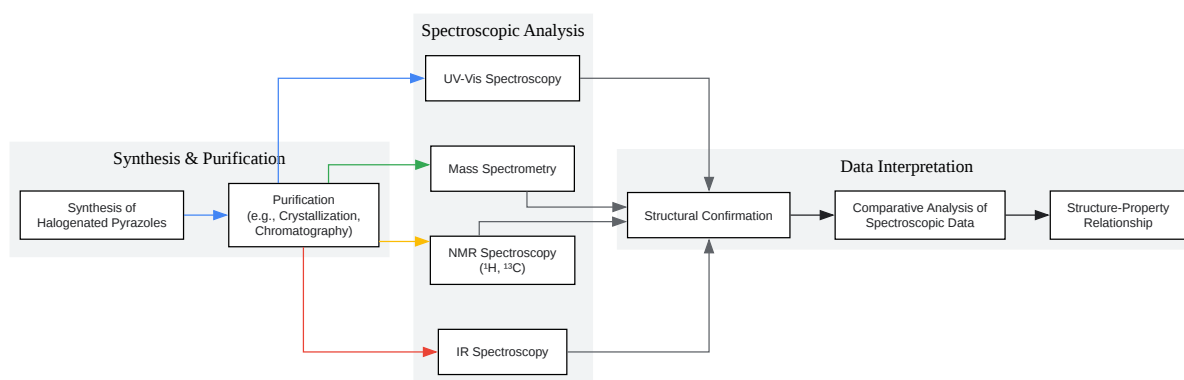 Spectroscopic Analysis
UV-Vis Spectroscopy
Synthesis & Purification
Mass Spectrometry
Data Interpretation
Synthesis of
Halogenated Pyrazoles
Purification
(e.g., Crystallization,
Chromatography)
NMR Spectroscopy
(¹H, ¹³C)
IR Spectroscopy
Structural Confirmation
Comparative Analysis of
Spectroscopic Data
Structure-Property
Relationship